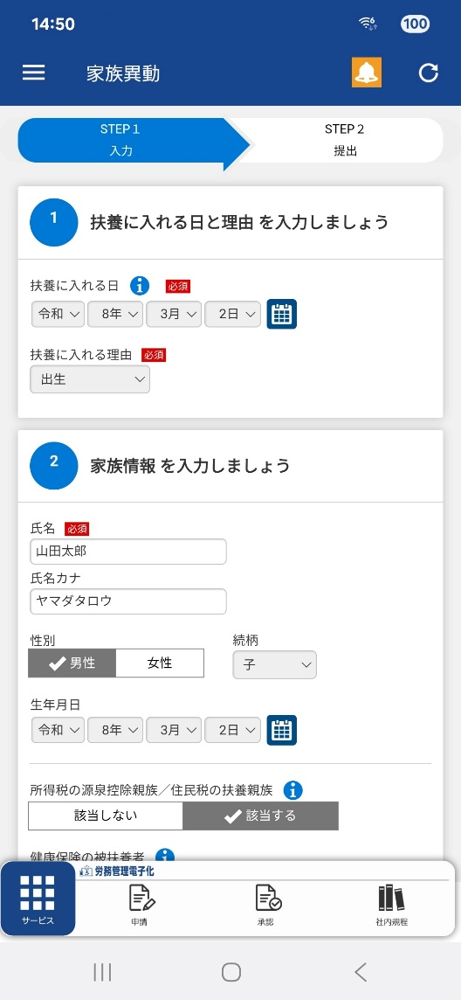 14:50
6
100
家族異動
STEP 1
入力
STEP 2
提出
1
扶養に入れる日と理由 を入力しましょう
扶養に入れる日 i 必須
令和 8年 3月 2日
扶養に入れる理由 必須
出生
2
家族情報 を入力しましょう
氏名 必須
山田太郎
氏名カナ
ヤマダタロウ
性別
男性 女性
続柄
子
生年月日
令和 8年 3月 2日
所得税の源泉控除親族／住民税の扶養親族 i
該当しない 該当する
健康保険の被扶養者 i
労務管理電子化
サービス
申請
承認
社内規程